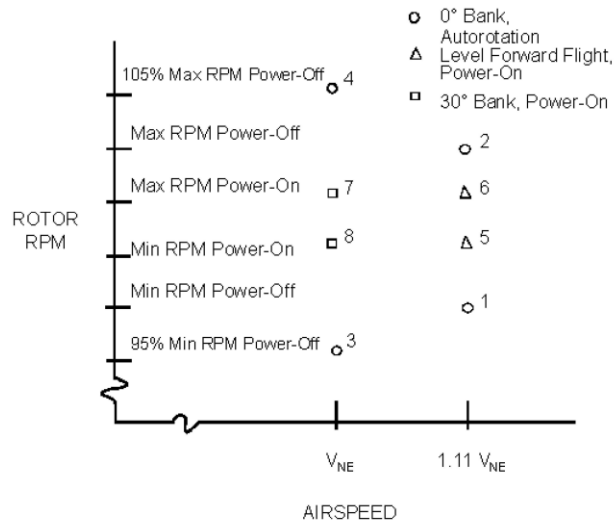 0° Bank,
Autorotation
Level Forward Flight,
Power-On
30° Bank, Power-On
105% Max RPM Power-Off
4
Max RPM Power-Off
2
Max RPM Power-On
7
6
ROTOR
RPM
Min RPM Power-On
8
5
Min RPM Power-Off
1
95% Min RPM Power-Off
3
VNE
1.11 VNE
AIRSPEED